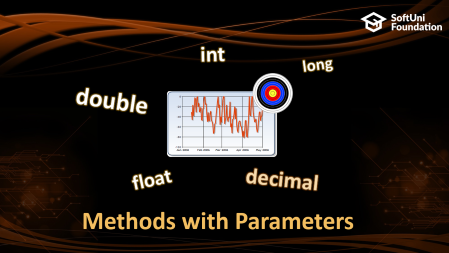 SoftUni
Foundation
int
long
double
float
decimal
Methods with Parameters